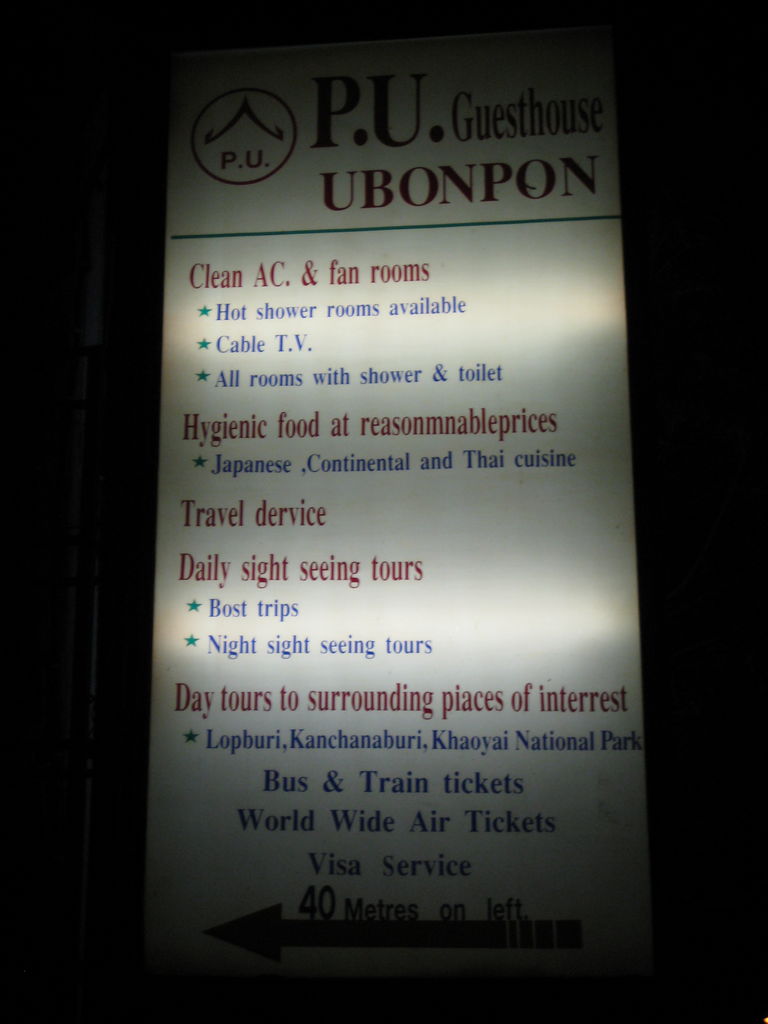 P.U.
P.U. Guesthouse
UBONPON
Clean AC. & fan rooms
★ Hot shower rooms available
★ Cable T.V.
★ All rooms with shower & toilet
Hygienic food at reasonmnableprices
★ Japanese ,Continental and Thai cuisine
Travel dervice
Daily sight seeing tours
★ Bost trips
★ Night sight seeing tours
Day tours to surrounding piaces of interrest
★ Lopburi,Kanchanaburi,Khaoyai National Park
Bus & Train tickets
World Wide Air Tickets
Visa Service
40 Metres on left.